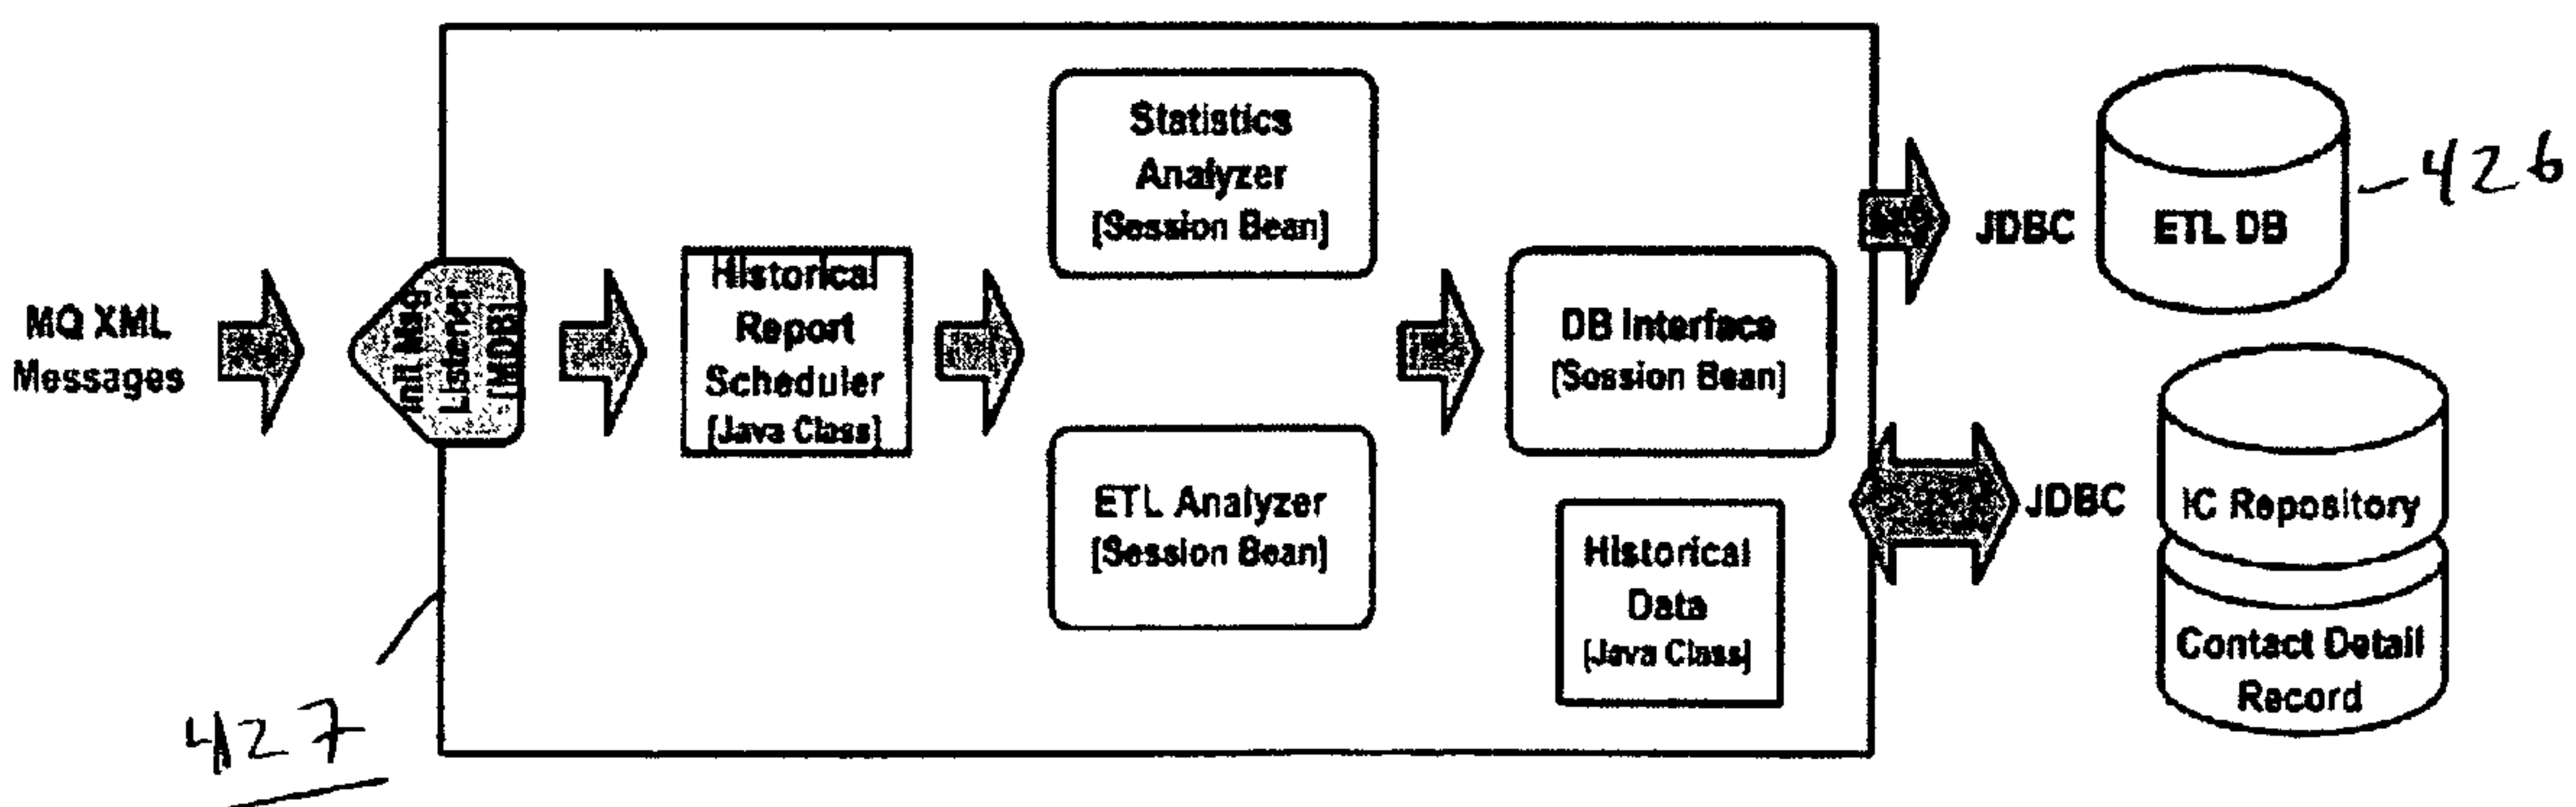 MQ XML
Messages
Init Msg
Listener
[MDB]
Historical
Report
Scheduler
[Java Class]
Statistics
Analyzer
[Session Bean]
ETL Analyzer
[Session Bean]
DB Interface
[Session Bean]
Historical
Data
[Java Class]
JDBC
ETL DB
426
JDBC
IC Repository
Contact Detail
Record
427